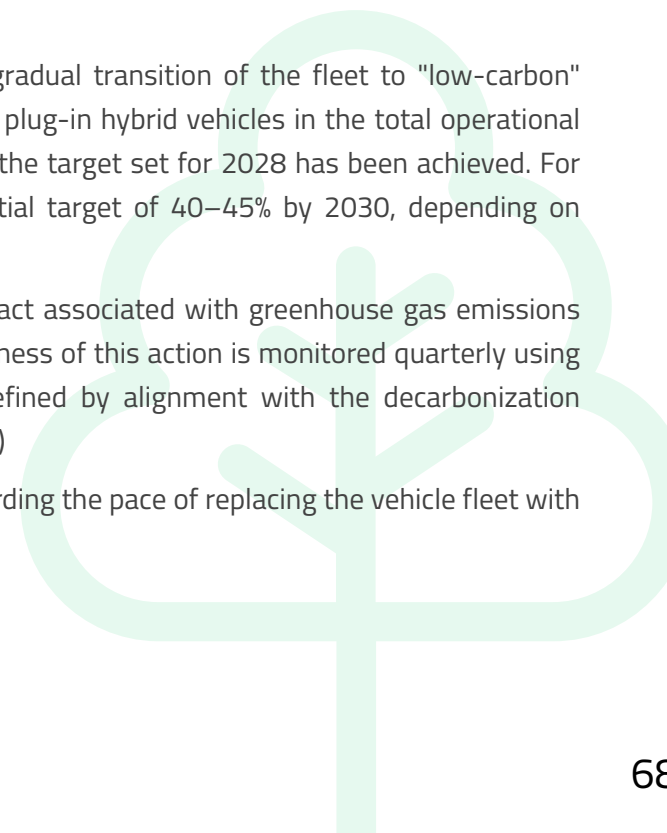 gradual transition of the fleet to "low-carbon"
plug-in hybrid vehicles in the total operational
the target set for 2028 has been achieved. For
tial target of 40–45% by 2030, depending on
act associated with greenhouse gas emissions
ness of this action is monitored quarterly using
efined by alignment with the decarbonization
)
rding the pace of replacing the vehicle fleet with
68